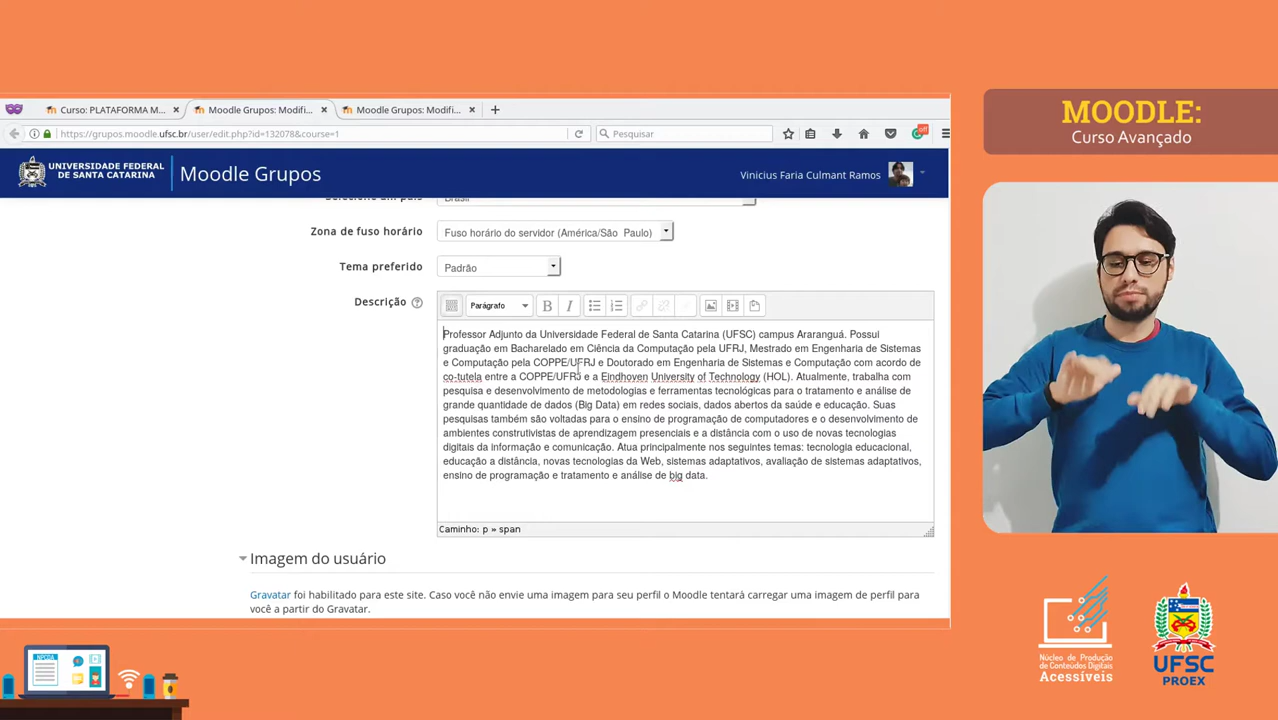 Curso: PLATAFORMA M...
Moodle Grupos: Modifi...
Moodle Grupos: Modifi...
https://grupos.moodle.ufsc.br/user/edit.php?id=132078&course=1
Pesquisar
off
UNIVERSIDADE FEDERAL
DE SANTA CATARINA
Moodle Grupos
Vinicius Faria Culmant Ramos
Selecione um país
Brasil
Zona de fuso horário
Fuso horário do servidor (América/São Paulo)
Tema preferido
Padrão
Descrição
Parágrafo
B I
Professor Adjunto da Universidade Federal de Santa Catarina (UFSC) campus Araranguá. Possui
graduação em Bacharelado em Ciência da Computação pela UFRJ, Mestrado em Engenharia de Sistemas
e Computação pela COPPE/UFRJ e Doutorado em Engenharia de Sistemas e Computação com acordo de
co-tutela entre a COPPE/UFRJ e a Eindhoven University of Technology (HOL). Atualmente, trabalha com
pesquisa e desenvolvimento de metodologias e ferramentas tecnológicas para o tratamento e análise de
grande quantidade de dados (Big Data) em redes sociais, dados abertos da saúde e educação. Suas
pesquisas também são voltadas para o ensino de programação de computadores e o desenvolvimento de
ambientes construtivistas de aprendizagem presenciais e a distância com o uso de novas tecnologias
digitais da informação e comunicação. Atua principalmente nos seguintes temas: tecnologia educacional,
educação a distância, novas tecnologias da Web, sistemas adaptativos, avaliação de sistemas adaptativos,
ensino de programação e tratamento e análise de big data.
Caminho: p » span
Imagem do usuário
Gravatar foi habilitado para este site. Caso você não envie uma imagem para seu perfil o Moodle tentará carregar uma imagem de perfil para
você a partir do Gravatar.
MOODLE:
Curso Avançado
Núcleo de Produção
de Conteúdos Digitais
Acessíveis
UFSC
PROEX
NPCDA